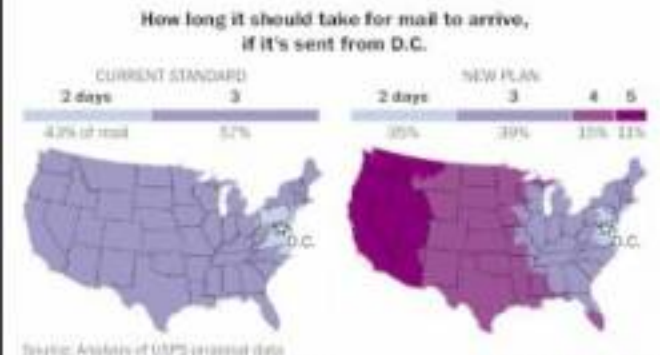 How long it should take for mail to arrive,
if it's sent from D.C.
CURRENT STANDARD
2 days 3
43% of mail 57%
NEW PLAN
2 days 3 4 5
35% 39% 15% 11%
D.C.
D.C.
Source: Analysis of USPS proposal data